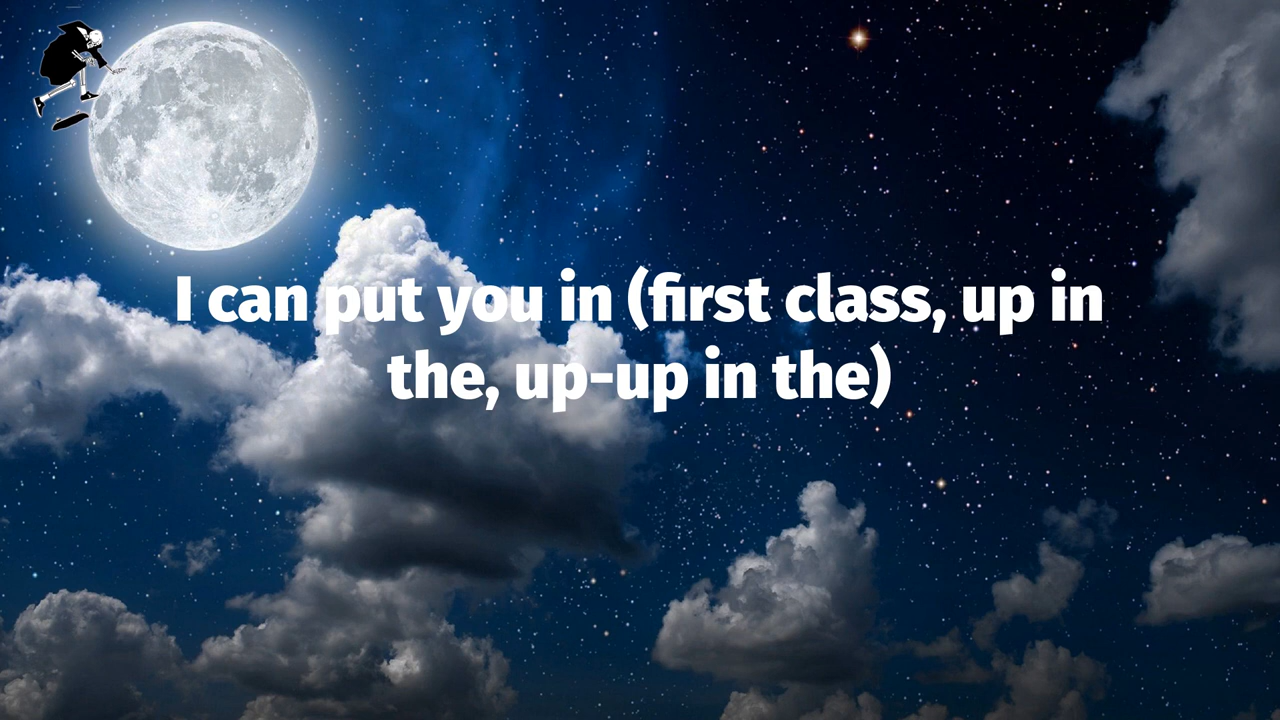 I can put you in (first class, up in
the, up-up in the)